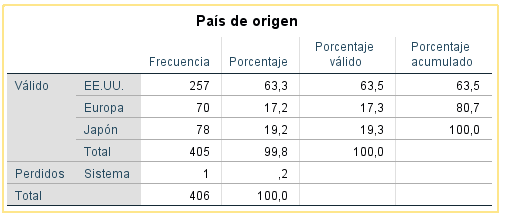 País de origen
Frecuencia Porcentaje Porcentaje válido Porcentaje acumulado
Válido EE.UU. 257 63,3 63,5 63,5
Europa 70 17,2 17,3 80,7
Japón 78 19,2 19,3 100,0
Total 405 99,8 100,0
Perdidos Sistema 1 ,2
Total 406 100,0